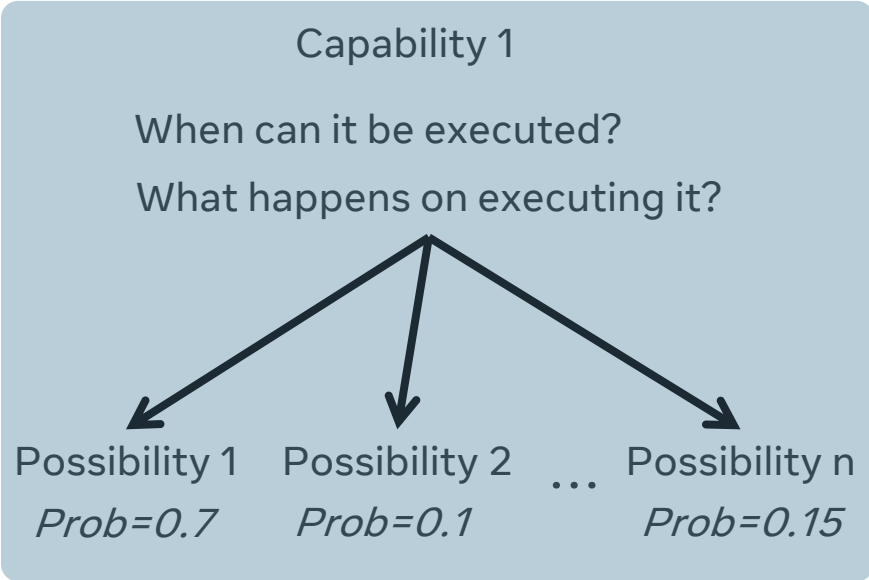 Capability 1
When can it be executed?
What happens on executing it?
Possibility 1 Possibility 2 ... Possibility n
Prob=0.7 Prob=0.1 Prob=0.15